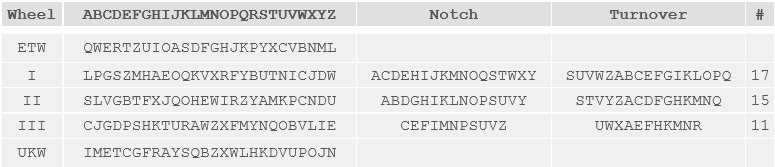 Wheel ABCDEFGHIJKLMNOPQRSTUVWXYZ Notch Turnover #
ETW QWERTZUIOASDFGHJKPYXCVBNML
I LPGSZMHAEOQKVXRFYBUTNICJDW ACDEHIJKMNOQSTWXY SUVWZABCEFGIKLOPQ 17
II SLVGBTFXJQOHEWIRZYAMKPCNDU ABDGHIKLNOPSUVY STVYZACDFGHKMNQ 15
III CJGDPSHKTURAWZXFMYNQOBVLIE CEFIMNPSUVZ UWXAEFHKMNR 11
UKW IMETCGFRAYSQBZXWLHKDVUPOJN